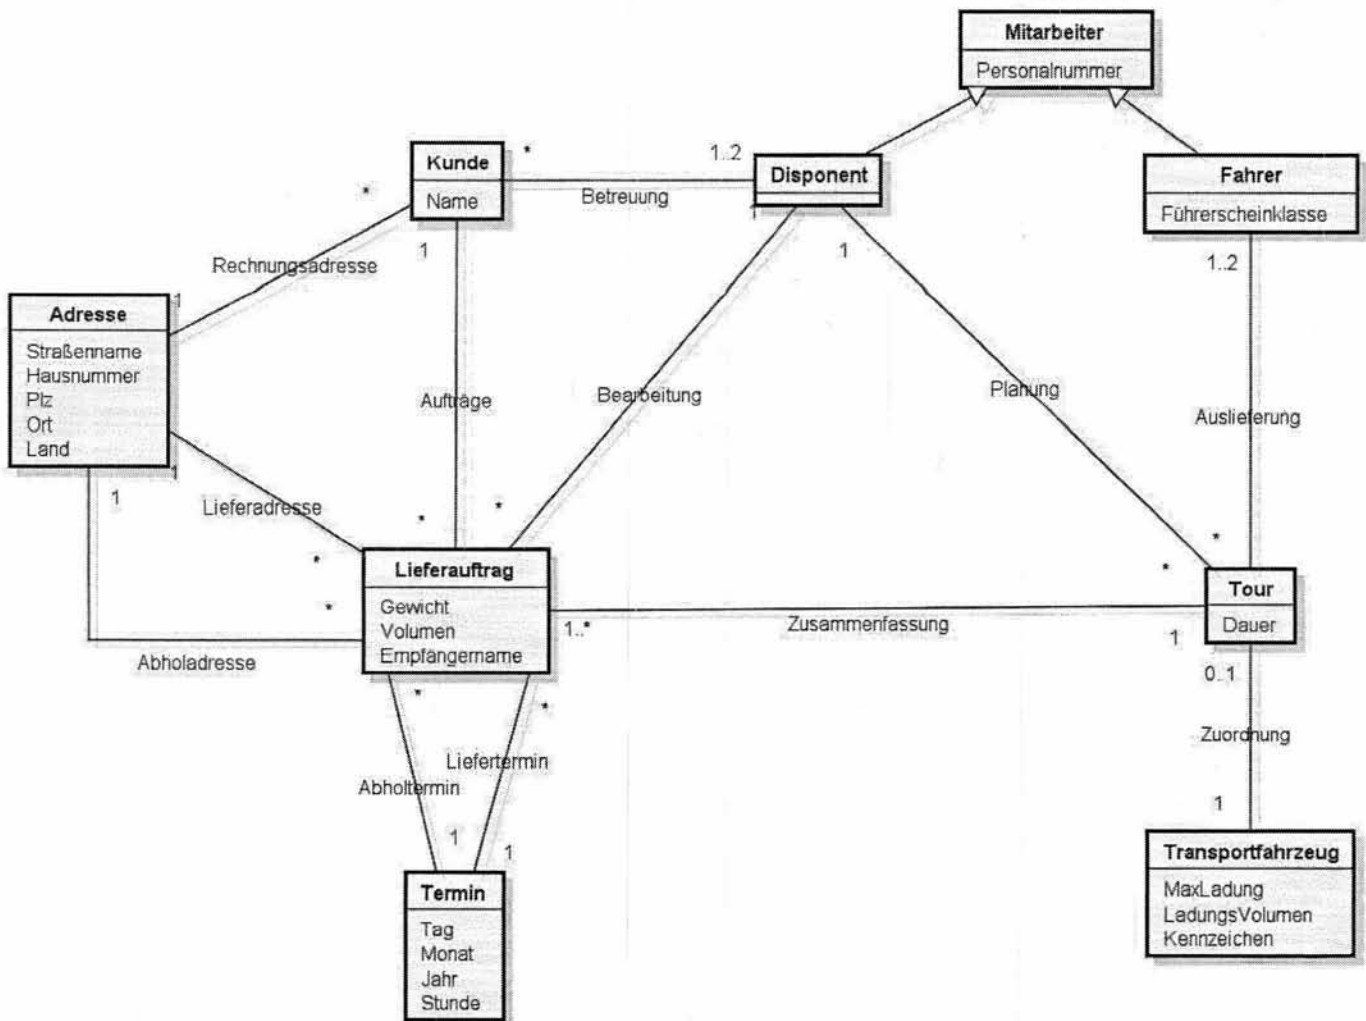 Mitarbeiter
Personalnummer
* 1..2
Kunde
Name
Betreuung
Disponent
1
Fahrer
Führerscheinklasse
*
Rechnungsadresse
1
1
1
1..2
Adresse
Straßenname
Hausnummer
Plz
Ort
Land
1
1
1
Aufträge
Bearbeitung
Planung
Auslieferung
Lieferadresse
*
*
*
*
*
*
Lieferauftrag
Gewicht
Volumen
Empfängername
Abholadresse
1..*
Zusammenfassung
1
Tour
Dauer
0..1
*
*
Abholtermin
Liefertermin
Zuordnung
1
1
1
Termin
Tag
Monat
Jahr
Stunde
Transportfahrzeug
MaxLadung
LadungsVolumen
Kennzeichen